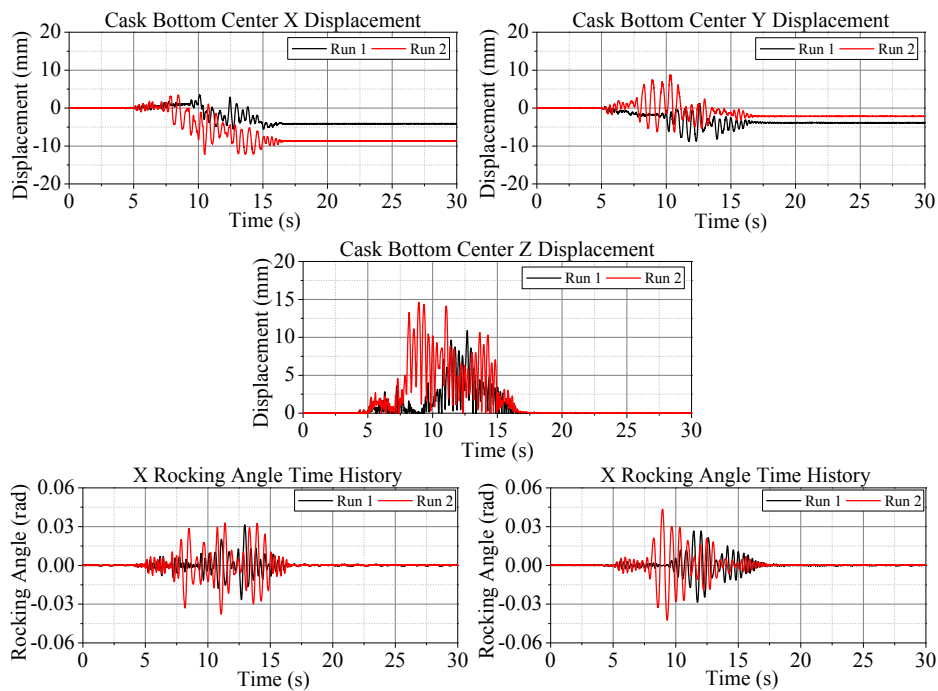 Cask Bottom Center X Displacement
Displacement (mm)
20
10
0
-10
-20
Run 1
Run 2
0 5 10 15 20 25 30
Time (s)
Cask Bottom Center Y Displacement
Displacement (mm)
20
10
0
-10
-20
Run 1
Run 2
0 5 10 15 20 25 30
Time (s)
Cask Bottom Center Z Displacement
Displacement (mm)
20
15
10
5
0
Run 1
Run 2
0 5 10 15 20 25 30
Time (s)
X Rocking Angle Time History
Rocking Angle (rad)
0.06
0.03
0.00
-0.03
-0.06
Run 1
Run 2
0 5 10 15 20 25 30
Time (s)
X Rocking Angle Time History
Rocking Angle (rad)
0.06
0.03
0.00
-0.03
-0.06
Run 1
Run 2
0 5 10 15 20 25 30
Time (s)